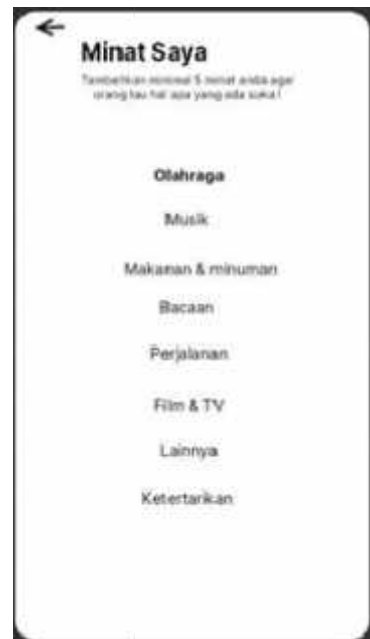 Minat Saya
Tambahkan minimal 5 minat anda agar
orang tau hal apa yang ada suka!
Olahraga
Musik
Makanan & minuman
Bacaan
Perjalanan
Film & TV
Lainnya
Ketertarikan